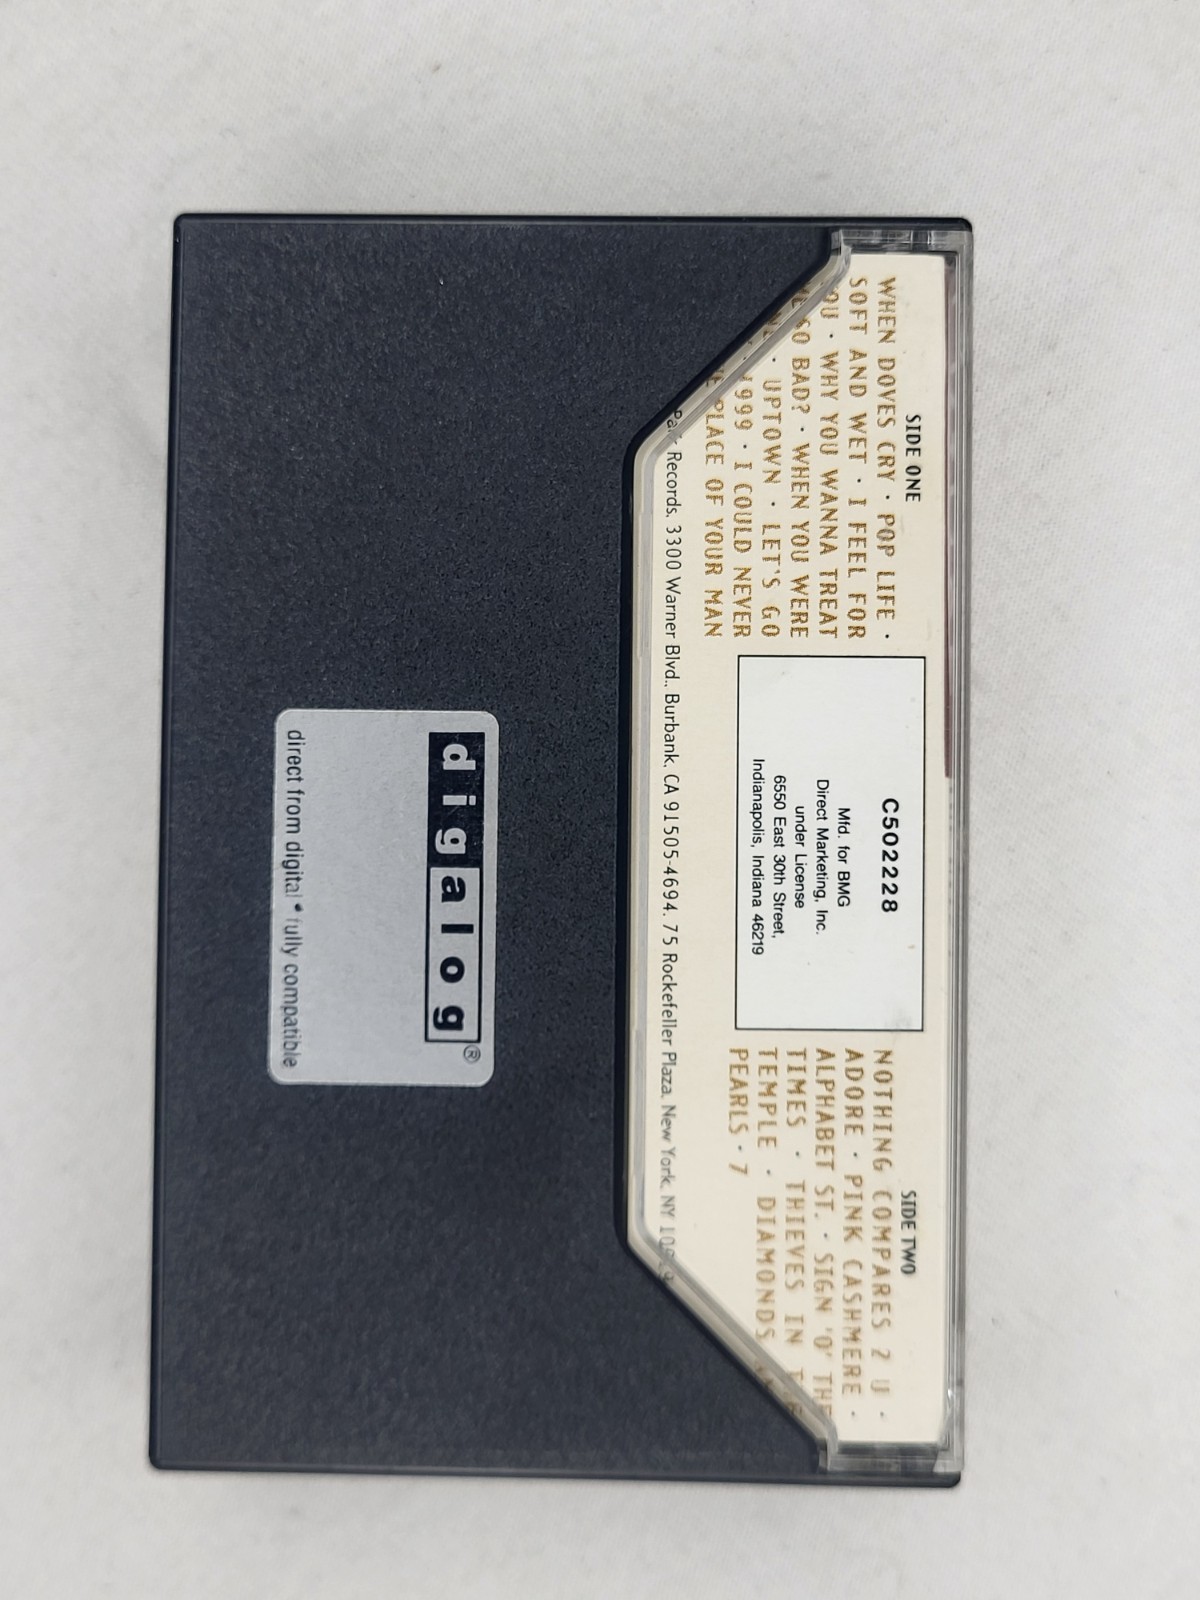 SIDE ONE
WHEN DOVES CRY · POP LIFE ·
SOFT AND WET · I FEEL FOR
YOU · WHY YOU WANNA TREAT
SO BAD? · WHEN YOU WERE
· UPTOWN · LET'S GO
1999 · I COULD NEVER
PLACE OF YOUR MAN
C502228
Mfd. for BMG
Direct Marketing, Inc.
under License
6550 East 30th Street,
Indianapolis, Indiana 46219
SIDE TWO
NOTHING COMPARES 2 U ·
ADORE · PINK CASHMERE ·
ALPHABET ST. · SIGN 'O' THE
TIMES · THIEVES IN THE
TEMPLE · DIAMONDS
PEARLS · 7
Records, 3300 Warner Blvd., Burbank, CA 91505-4694. 75 Rockefeller Plaza, New York, NY
digalog®
direct from digital • fully compatible